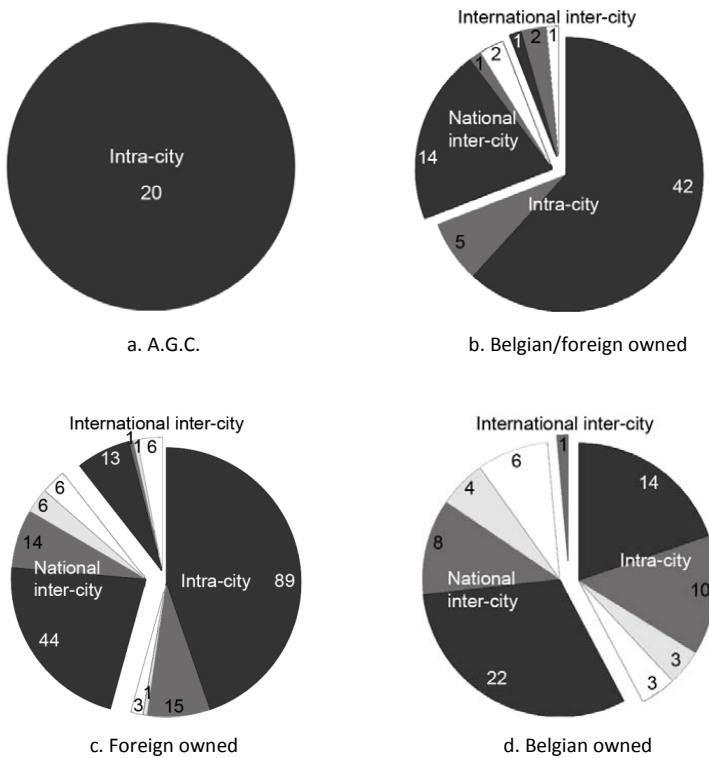 Intra-city
20
a. A.G.C.
International inter-city
1
2
1
2
1
National
inter-city
14
42
Intra-city
5
b. Belgian/foreign owned
International inter-city
13
1
1
6
6
6
14
National
inter-city
44
Intra-city
89
3
1
15
c. Foreign owned
International inter-city
1
6
4
8
National
inter-city
22
14
Intra-city
10
3
3
d. Belgian owned